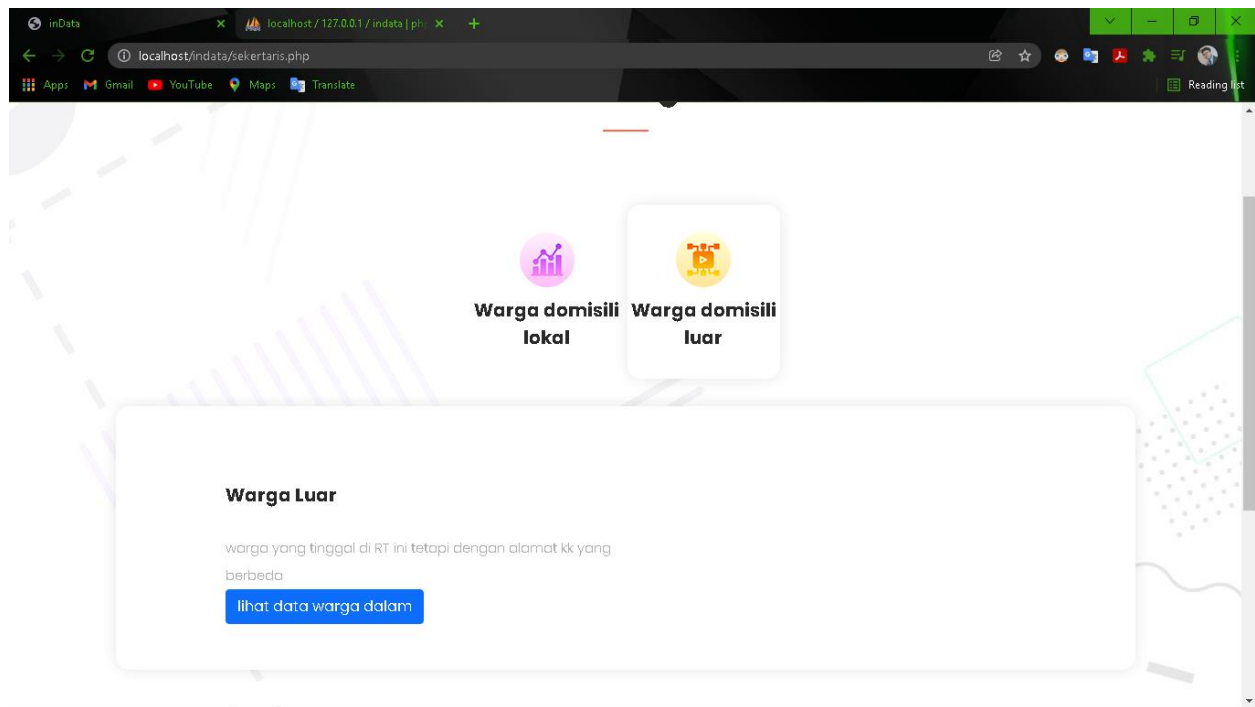 inData
localhost / 127.0.0.1 / indata | ph
localhost/indata/sekertaris.php
Apps
Gmail
YouTube
Maps
Translate
Reading list
Warga domisili
lokal
Warga domisili
luar
Warga Luar
warga yang tinggal di RT ini tetapi dengan alamat kk yang
berbeda
lihat data warga dalam